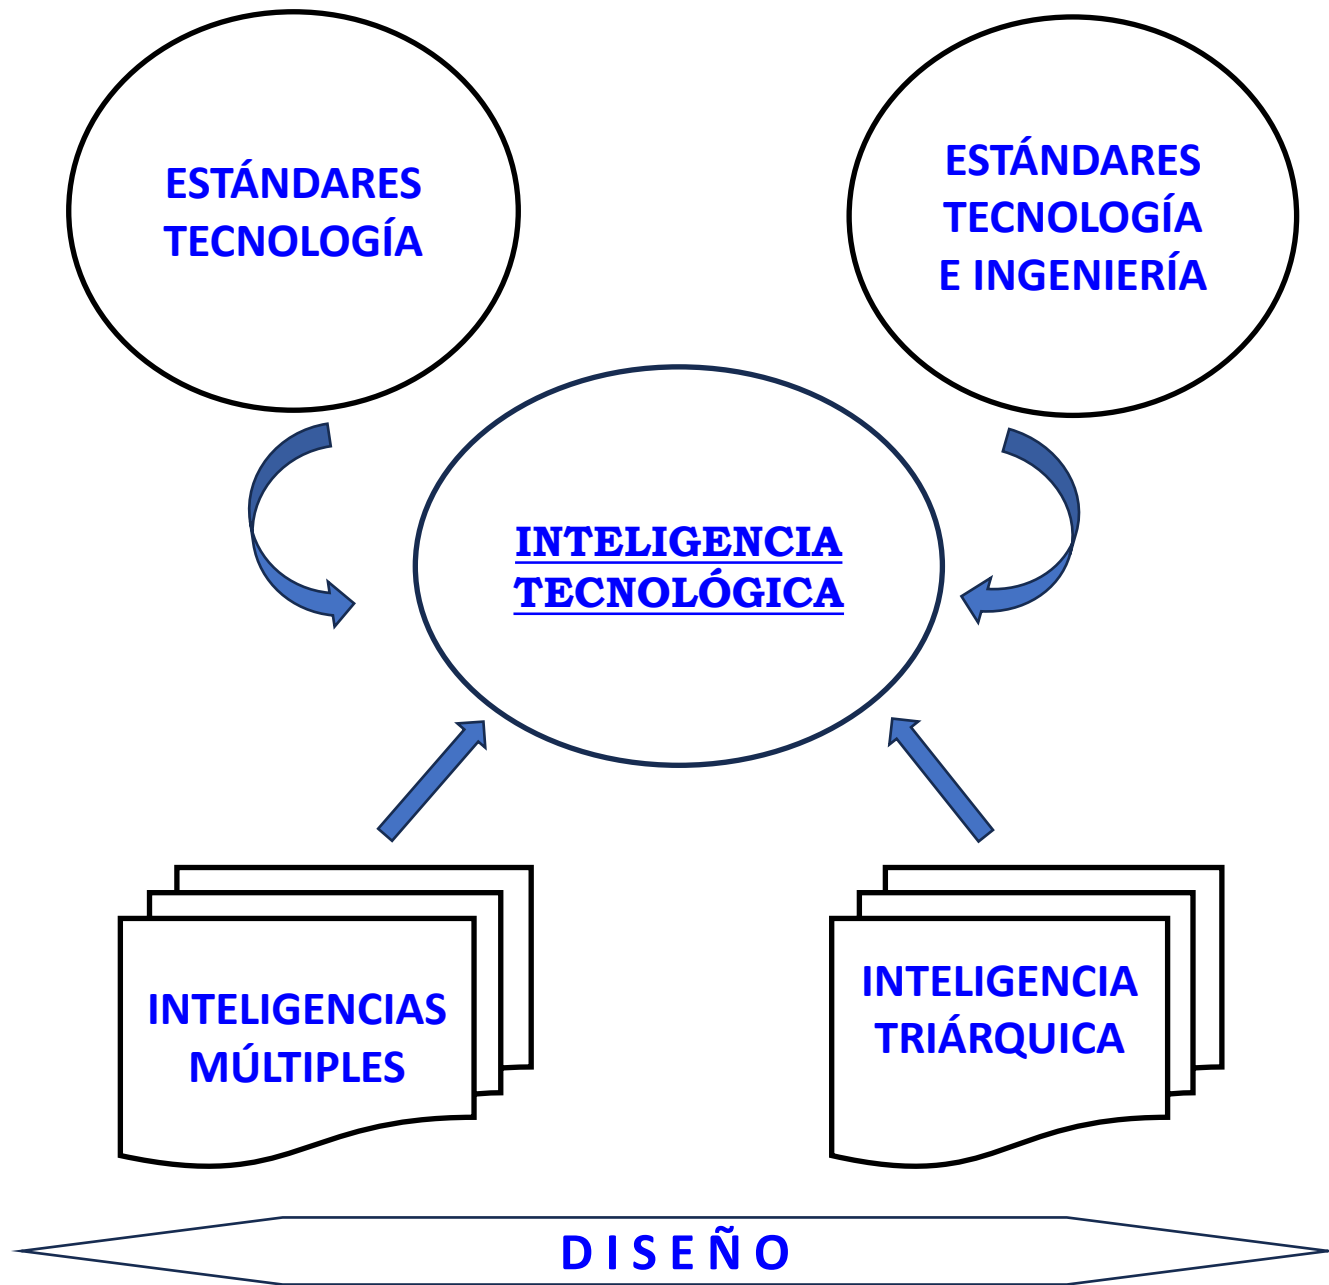 ESTÁNDARES
TECNOLOGÍA
ESTÁNDARES
TECNOLOGÍA
E INGENIERÍA
INTELIGENCIA
TECNOLÓGICA
INTELIGENCIAS
MÚLTIPLES
INTELIGENCIA
TRIÁRQUICA
D I S E Ñ O